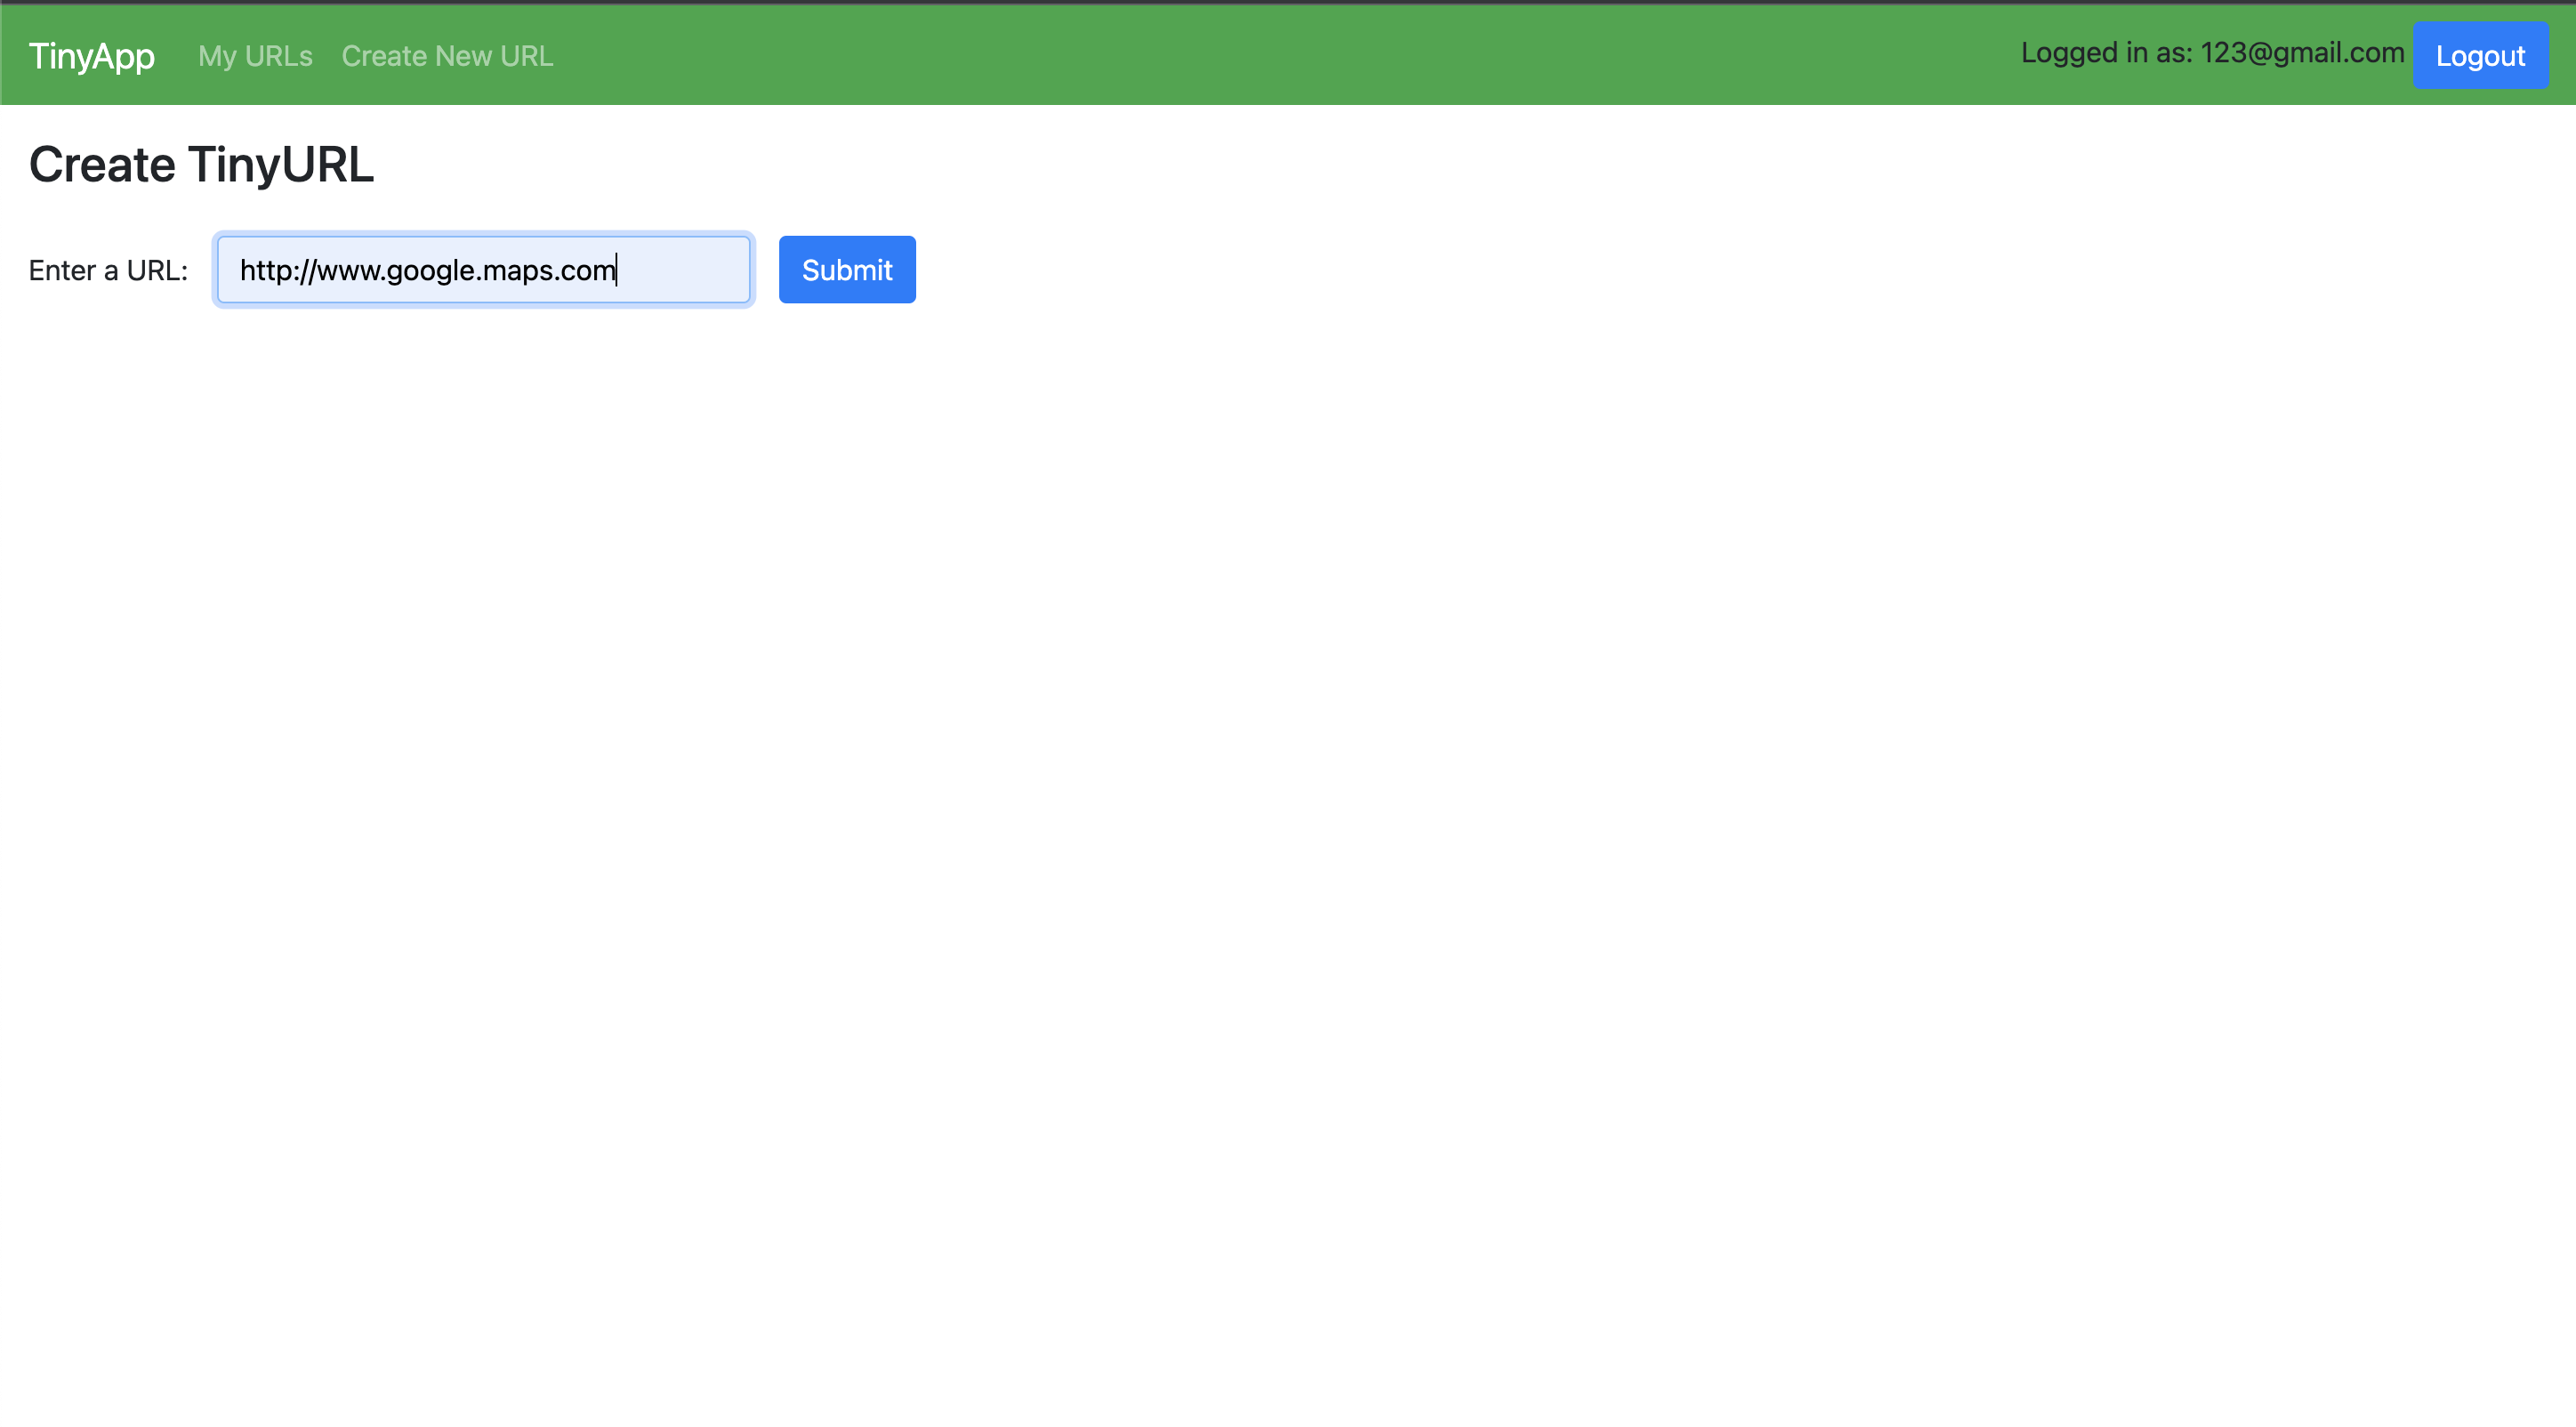 TinyApp My URLs Create New URL Logged in as: 123@gmail.com Logout
Create TinyURL
Enter a URL: http://www.google.maps.com Submit